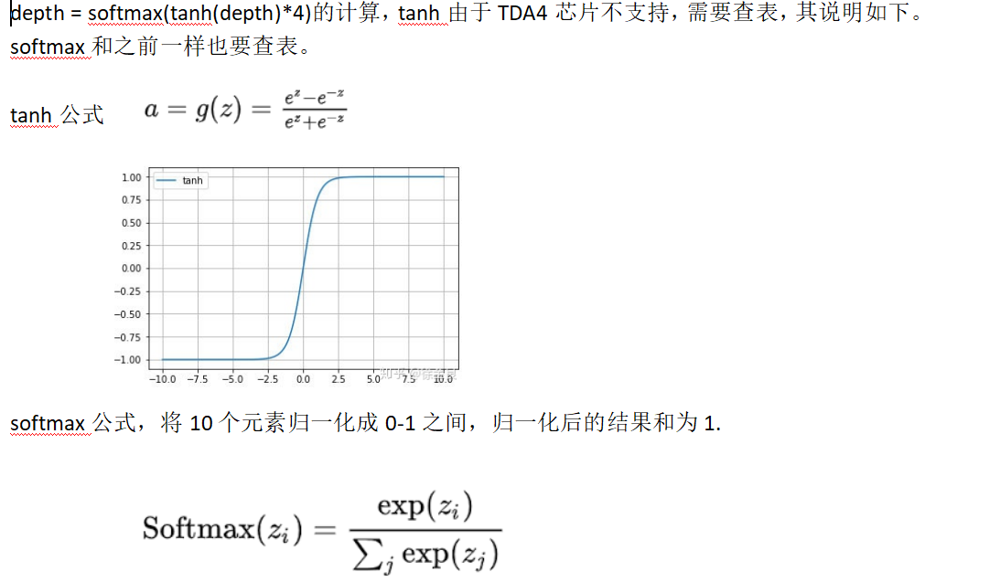 depth = softmax(tanh(depth)*4)的计算，tanh 由于 TDA4 芯片不支持，需要查表，其说明如下。
softmax 和之前一样也要查表。
tanh 公式 a = g(z) = \frac{e^z-e^{-z}}{e^z+e^{-z}}
tanh
1.00
0.75
0.50
0.25
0.00
−0.25
−0.50
−0.75
−1.00
−10.0 −7.5 −5.0 −2.5 0.0 2.5 5.0 7.5 10.0
知乎
softmax 公式，将 10 个元素归一化成 0-1 之间，归一化后的结果和为 1.
Softmax(z_i) = \frac{exp(z_i)}{\sum_j exp(z_j)}